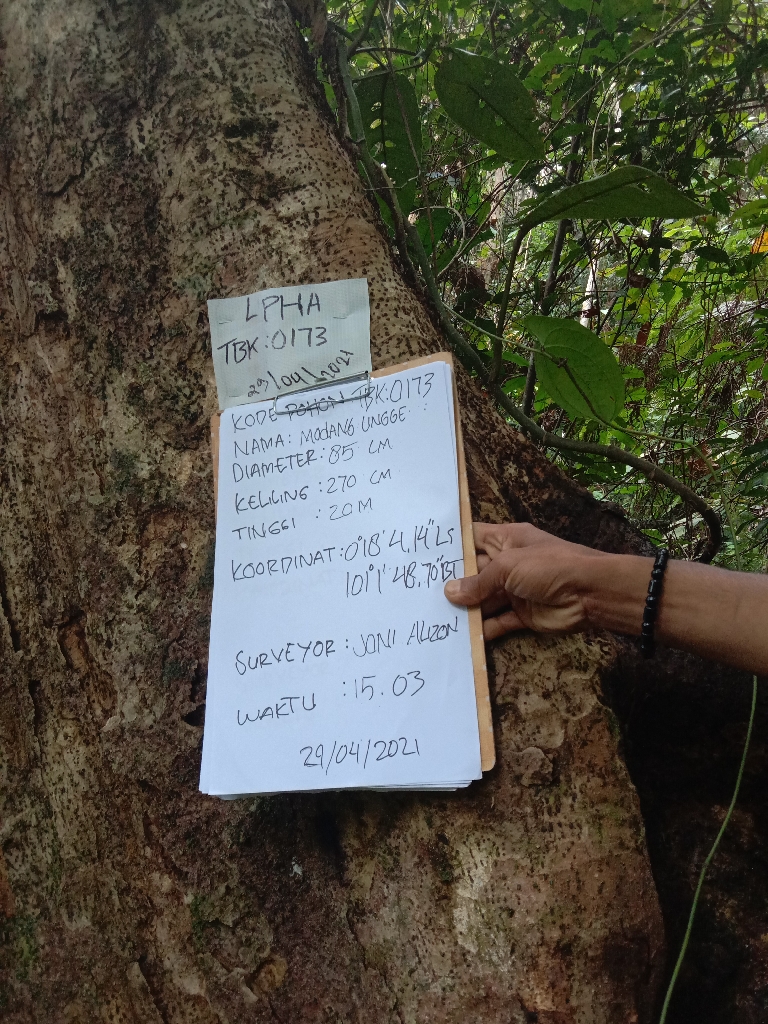 LPHA
TBK:0173
29/04/2021
KODE POHON TBK:0173
NAMA: MODANG UNGGE
DIAMETER: 85 CM
KELILING: 270 CM
TINGGI : 20 M
KOORDINAT: 0°18'4,14" LS
101°1'48,70" BT
SURVEYOR: JONI ALIZON
WAKTU : 15.03
29/04/2021